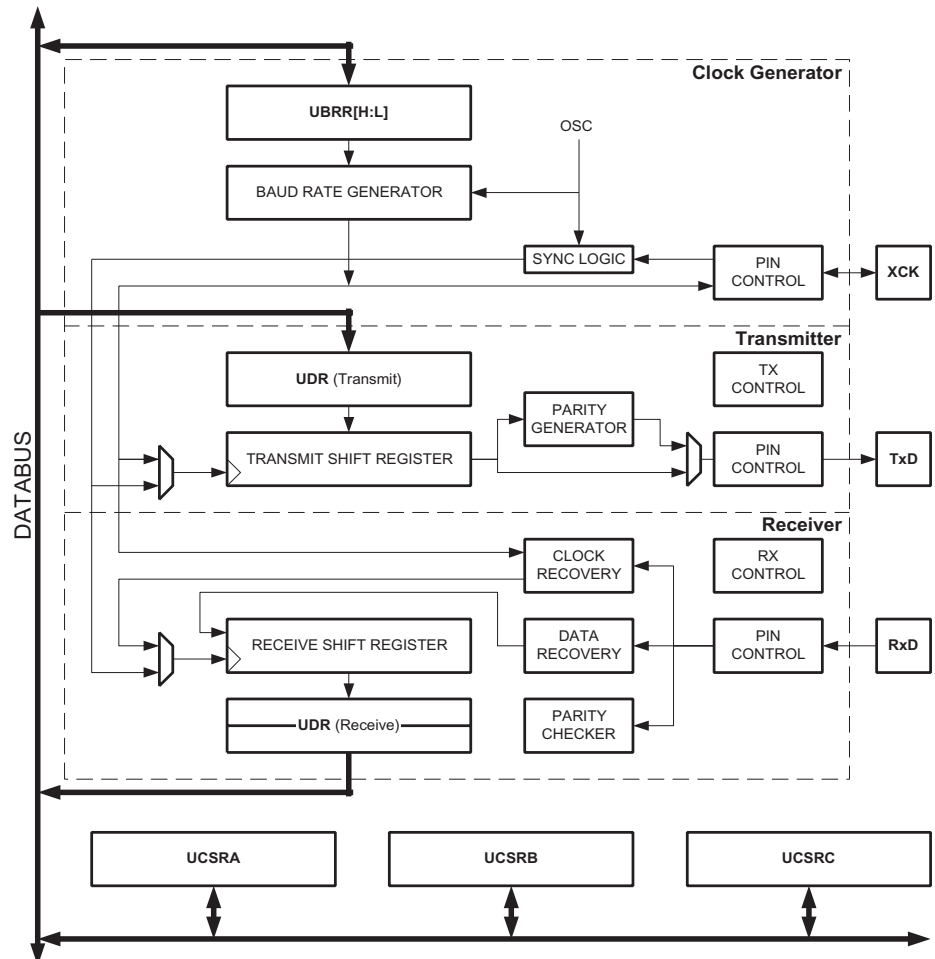 Clock Generator
UBRR[H:L]
OSC
BAUD RATE GENERATOR
SYNC LOGIC
PIN
CONTROL
XCK
Transmitter
UDR (Transmit)
TX
CONTROL
PARITY
GENERATOR
TRANSMIT SHIFT REGISTER
PIN
CONTROL
TxD
DATABUS
Receiver
CLOCK
RECOVERY
RX
CONTROL
RECEIVE SHIFT REGISTER
DATA
RECOVERY
PIN
CONTROL
RxD
UDR (Receive)
PARITY
CHECKER
UCSRA
UCSRB
UCSRC